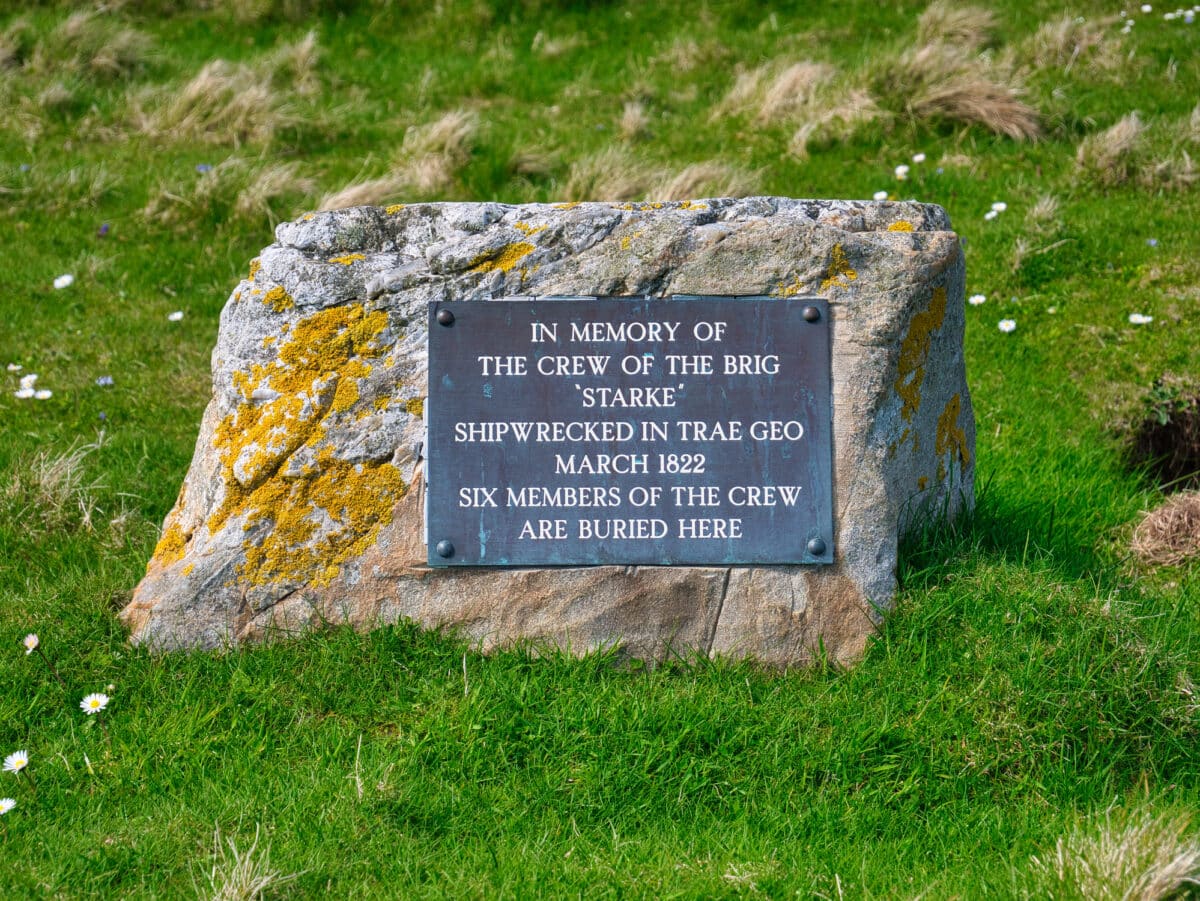 IN MEMORY OF
THE CREW OF THE BRIG
"STARKE"
SHIPWRECKED IN TRAE GEO
MARCH 1822
SIX MEMBERS OF THE CREW
ARE BURIED HERE